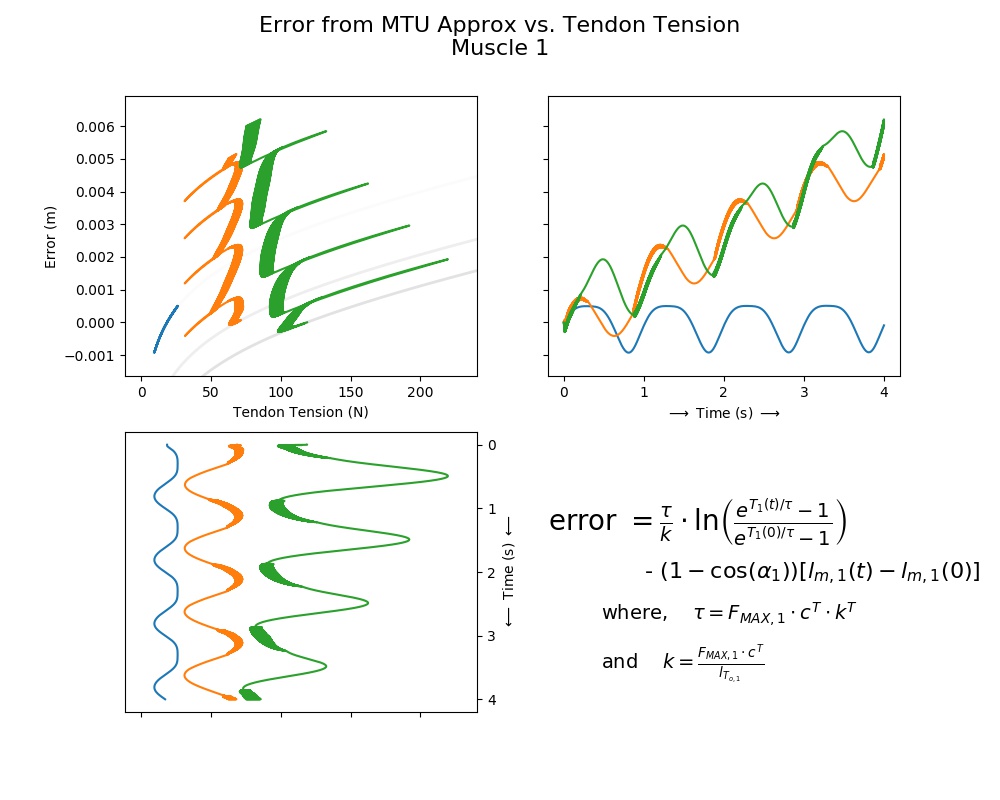 Error from MTU Approx vs. Tendon Tension
Muscle 1
0.006
0.005
0.004
0.003
0.002
0.001
0.000
−0.001
Error (m)
0 50 100 150 200
Tendon Tension (N)
0 1 2 3 4
⟶ Time (s) ⟶
0
1
2
3
4
⟵ Time (s) ⟵
error = τ/k · ln((e^{T_1(t)/τ} − 1)/(e^{T_1(0)/τ} − 1))
- (1 − cos(α_1))[l_{m,1}(t) − l_{m,1}(0)]
where, τ = F_{MAX,1} · c^T · k^T
and k = (F_{MAX,1} · c^T)/l_{T_{o,1}}